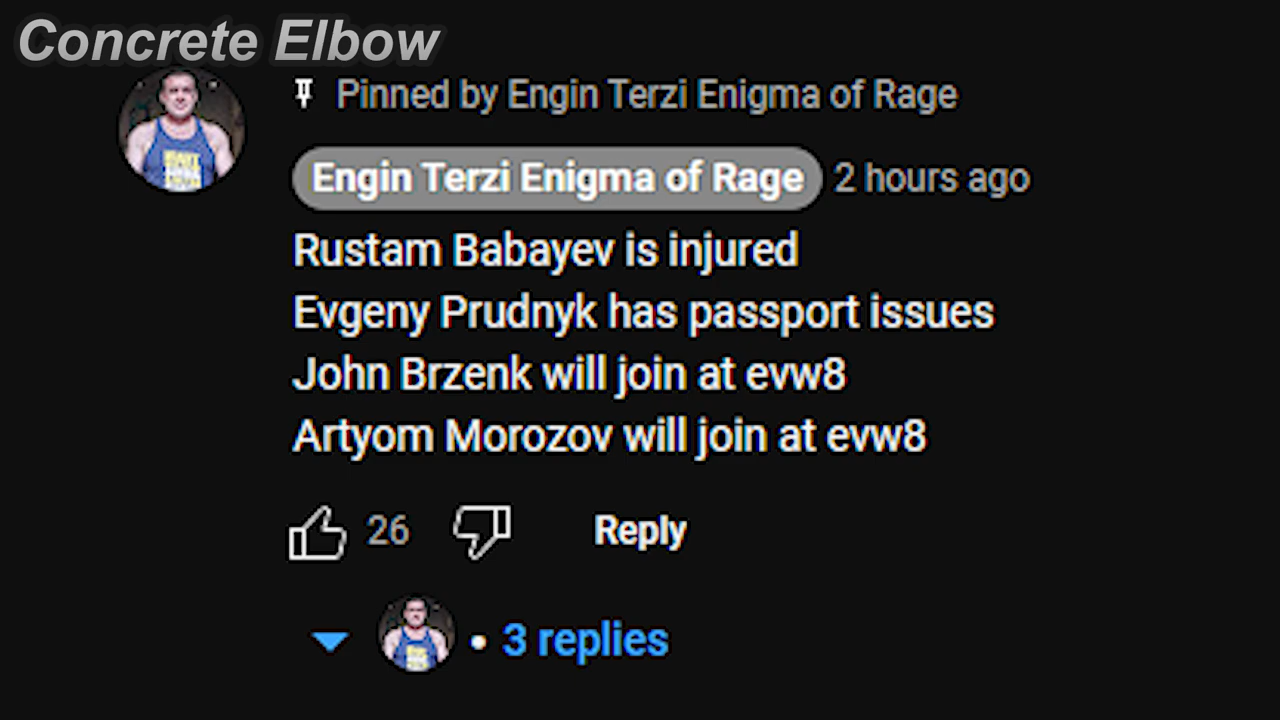 Concrete Elbow
Pinned by Engin Terzi Enigma of Rage
Engin Terzi Enigma of Rage 2 hours ago
Rustam Babayev is injured
Evgeny Prudnyk has passport issues
John Brzenk will join at evw8
Artyom Morozov will join at evw8
26 Reply
• 3 replies